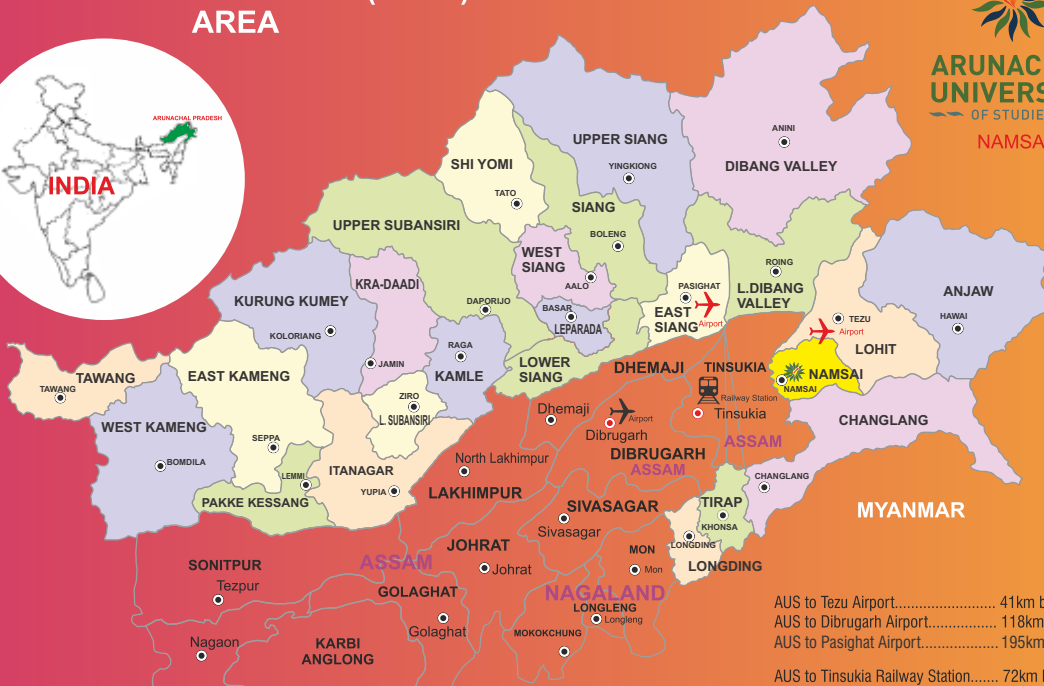 AREA
ARUNACHAL PRADESH
INDIA
OF STUDIE
NAMSA
UPPER SIANG
YINGKIONG
ANINI
DIBANG VALLEY
SHI YOMI
TATO
SIANG
BOLENG
UPPER SUBANSIRI
WEST
SIANG
AALO
ROING
L.DIBANG
VALLEY
PASIGHAT
Airport
EAST
SIANG
KRA-DAADI
KURUNG KUMEY
KOLORIANG
DAPORIJO
BASAR
LEPARADA
ANJAW
HAWAI
TEZU
Airport
LOHIT
RAGA
KAMLE
JAMIN
LOWER
SIANG
DHEMAJI
TINSUKIA
NAMSAI
NAMSAI
TAWANG
TAWANG
EAST KAMENG
ZIRO
L. SUBANSIRI
Dhemaji
Airport
Dibrugarh
Railway Station
Tinsukia
CHANGLANG
WEST KAMENG
BOMDILA
SEPPA
LEMMI
ITANAGAR
YUPIA
PAKKE KESSANG
North Lakhimpur
LAKHIMPUR
DIBRUGARH
ASSAM
ASSAM
CHANGLANG
SIVASAGAR
Sivasagar
TIRAP
KHONSA
MYANMAR
LONGDING
LONGDING
JOHRAT
Johrat
MON
Mon
SONITPUR
Tezpur
ASSAM
GOLAGHAT
Golaghat
NAGALAND
LONGLENG
Longleng
MOKOKCHUNG
Nagaon
KARBI
ANGLONG
AUS to Tezu Airport......................... 41km
AUS to Dibrugarh Airport................. 118km
AUS to Pasighat Airport................... 195km
AUS to Tinsukia Railway Station....... 72km